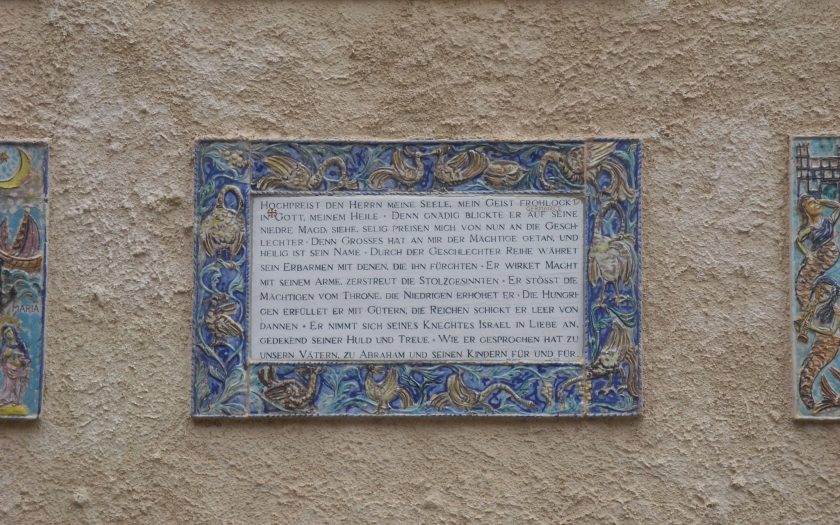 Hochpreist den Herrn meine Seele, mein Geist frohlockt
in Gott, meinem Heile · Denn gnädig blickte er auf seine
niedre Magd. Siehe, selig preisen mich von nun an die Gesch-
lechter · Denn Grosses hat an mir der Mächtige getan, und
heilig ist sein Name · Durch der Geschlechter Reihe währet
sein Erbarmen mit denen, die ihn fürchten · Er wirket Macht
mit seinem Arme, zerstreut die Stolzgesinnten · Er stösst die
Mächtigen vom Throne, die Niedrigen erhöhet er · Die Hungri-
gen erfüllet er mit Gütern, die Reichen schickt er leer von
dannen · Er nimmt sich seines Knechtes Israel in Liebe an,
gedekend seiner Huld und Treue · Wie er gesprochen hat zu
unsern Vätern, zu Abraham und seinen Kindern für und für.
MARIA